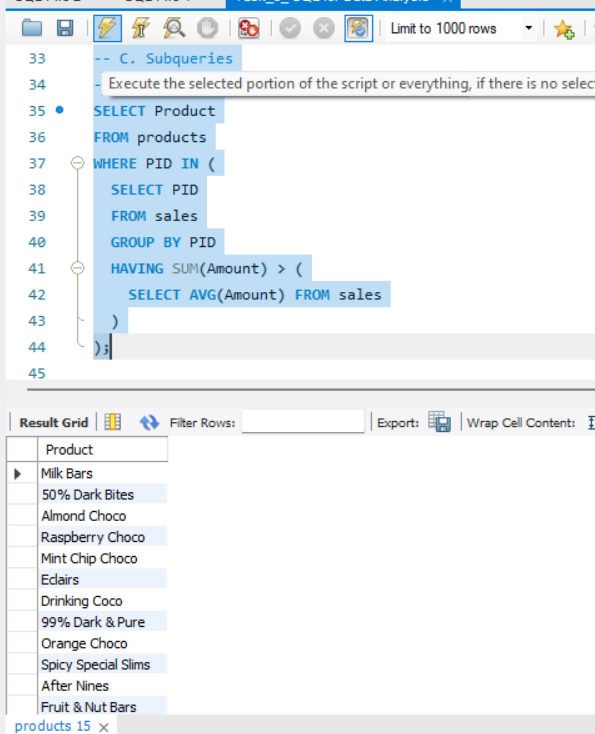 Limit to 1000 rows
33 -- C. Subqueries
34 -
Execute the selected portion of the script or everything, if there is no selec
35 SELECT Product
36 FROM products
37 WHERE PID IN (
38 SELECT PID
39 FROM sales
40 GROUP BY PID
41 HAVING SUM(Amount) > (
42 SELECT AVG(Amount) FROM sales
43 )
44 );
45
Result Grid Filter Rows: Export: Wrap Cell Content:
Product
Milk Bars
50% Dark Bites
Almond Choco
Raspberry Choco
Mint Chip Choco
Eclairs
Drinking Coco
99% Dark & Pure
Orange Choco
Spicy Special Slims
After Nines
Fruit & Nut Bars
products 15